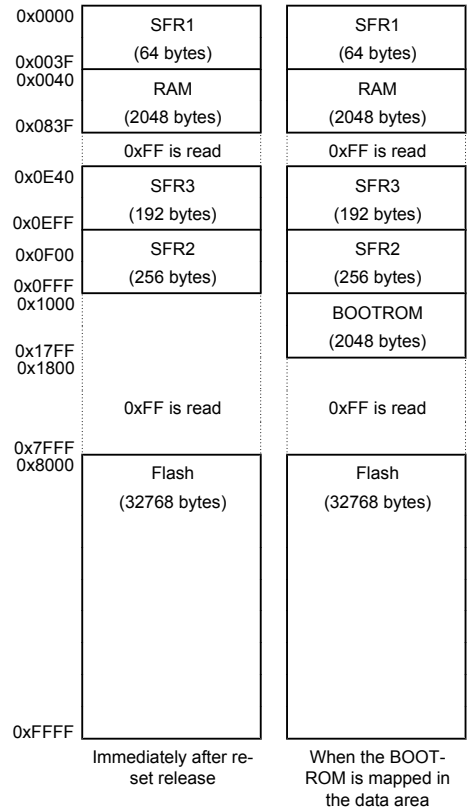 0x0000
SFR1
(64 bytes)
SFR1
(64 bytes)
0x003F
0x0040
RAM
(2048 bytes)
RAM
(2048 bytes)
0x083F
0xFF is read
0xFF is read
0x0E40
SFR3
(192 bytes)
SFR3
(192 bytes)
0x0EFF
0x0F00
SFR2
(256 bytes)
SFR2
(256 bytes)
0x0FFF
0x1000
BOOTROM
(2048 bytes)
0x17FF
0x1800
0xFF is read
0xFF is read
0x7FFF
0x8000
Flash
(32768 bytes)
Flash
(32768 bytes)
0xFFFF
Immediately after re-
set release
When the BOOT-
ROM is mapped in
the data area